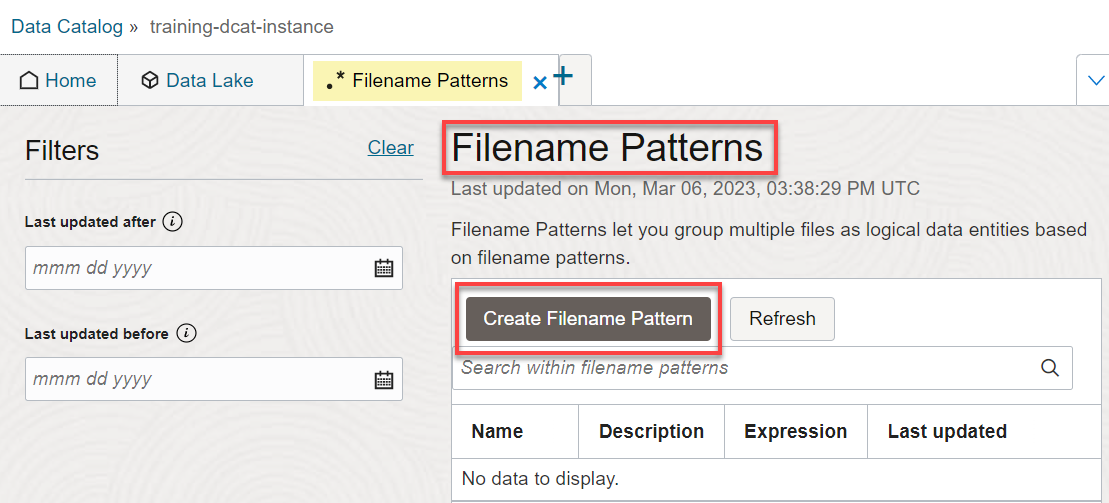 Data Catalog » training-dcat-instance
Home
Data Lake
.* Filename Patterns
Filters
Clear
Last updated after
mmm dd yyyy
Last updated before
mmm dd yyyy
Filename Patterns
Last updated on Mon, Mar 06, 2023, 03:38:29 PM UTC
Filename Patterns let you group multiple files as logical data entities based
on filename patterns.
Create Filename Pattern
Refresh
Search within filename patterns
Name Description Expression Last updated
No data to display.